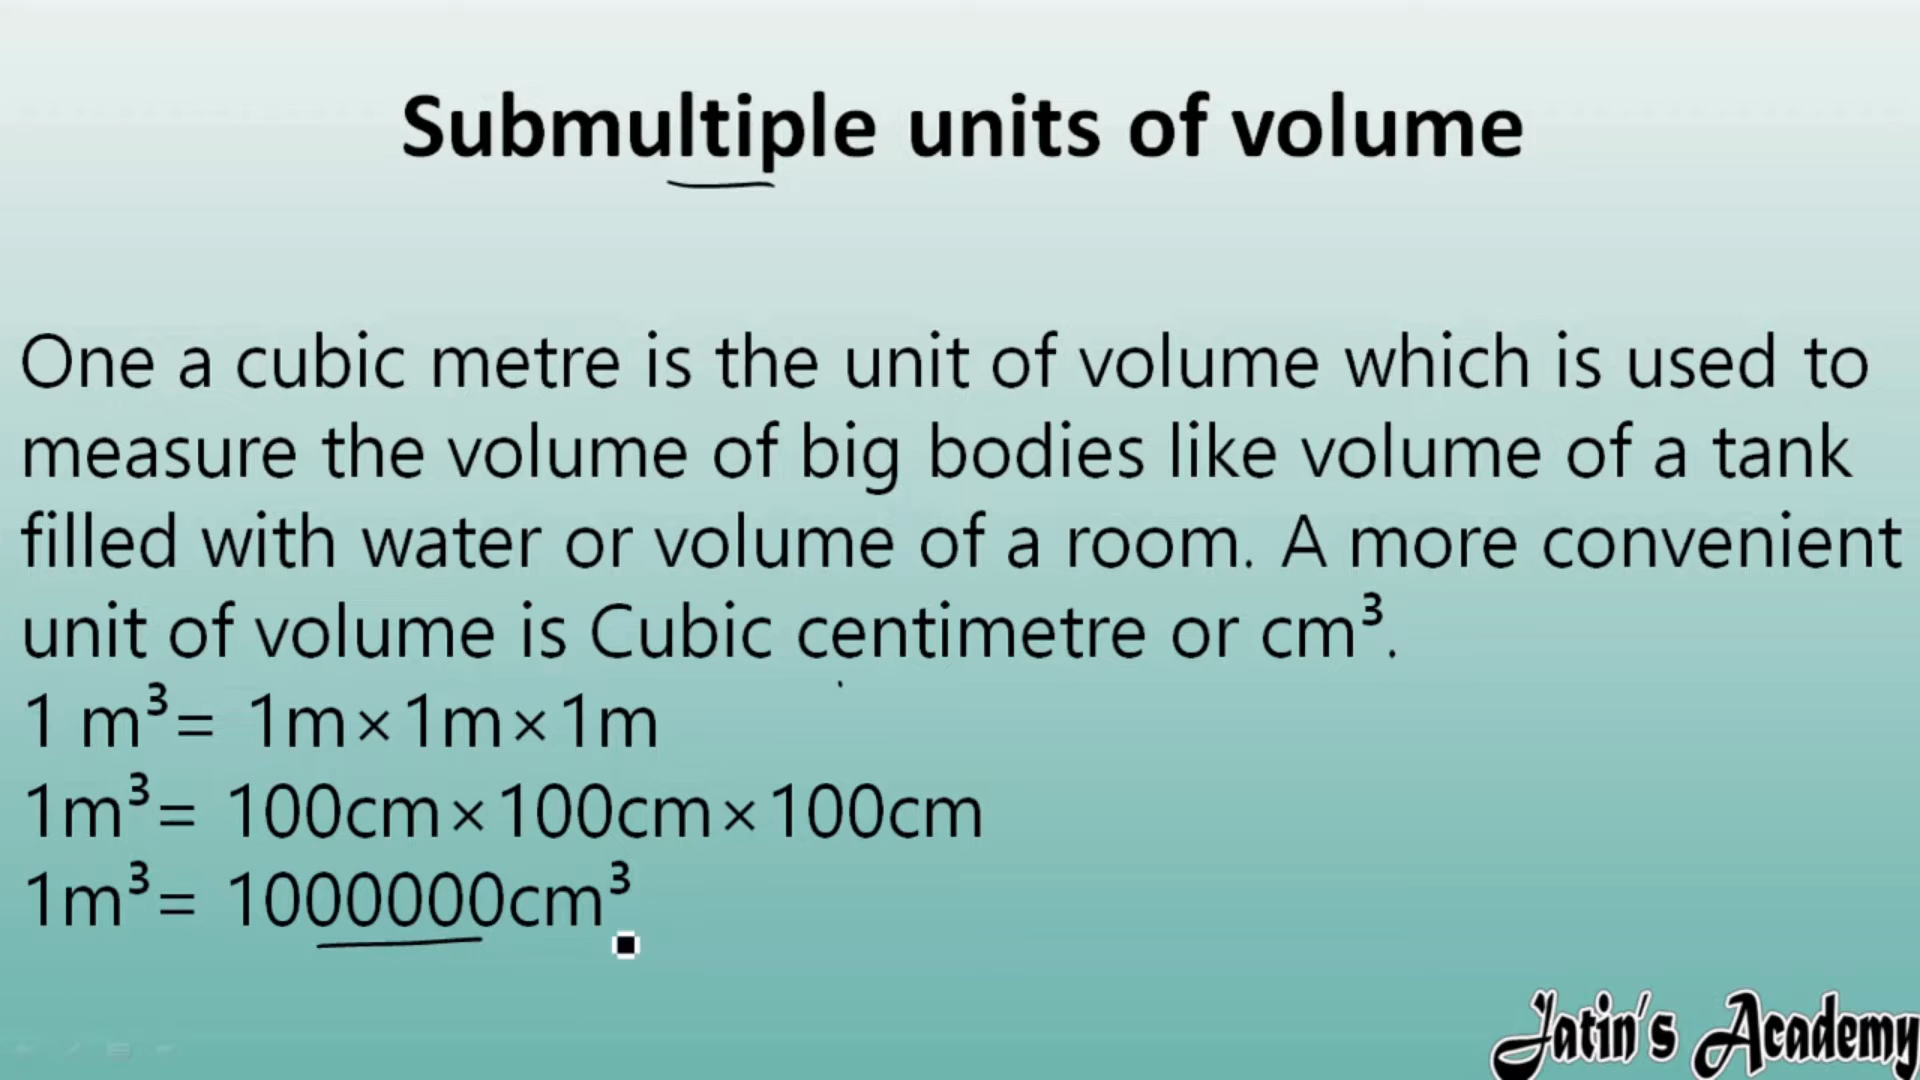 Submultiple units of volume
One a cubic metre is the unit of volume which is used to
measure the volume of big bodies like volume of a tank
filled with water or volume of a room. A more convenient
unit of volume is Cubic centimetre or cm³.
1 m³= 1m×1m×1m
1m³= 100cm×100cm×100cm
1m³= 1000000cm³
Jatin's Academy